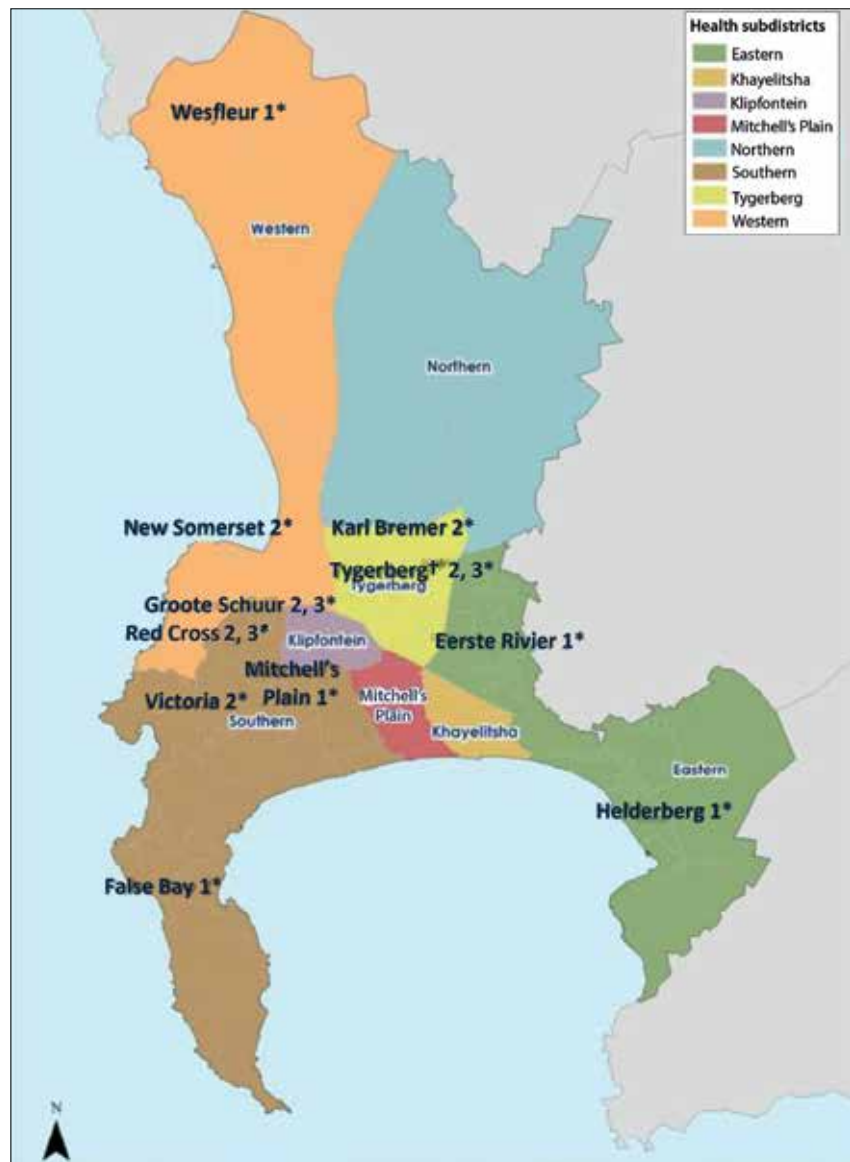 Health subdistricts
Eastern
Khayelitsha
Klipfontein
Mitchell's Plain
Northern
Southern
Tygerberg
Western
Wesfleur 1*
Western
Northern
New Somerset 2*
Karl Bremer 2*
Tygerberg†* 2, 3*
Tygerberg
Groote Schuur 2, 3*
Red Cross 2, 3*
Klipfontein
Eerste Rivier 1*
Mitchell's
Plain 1*
Victoria 2*
Southern
Mitchell's
Plain
Khayelitsha
Eastern
Helderberg 1*
False Bay 1*
N